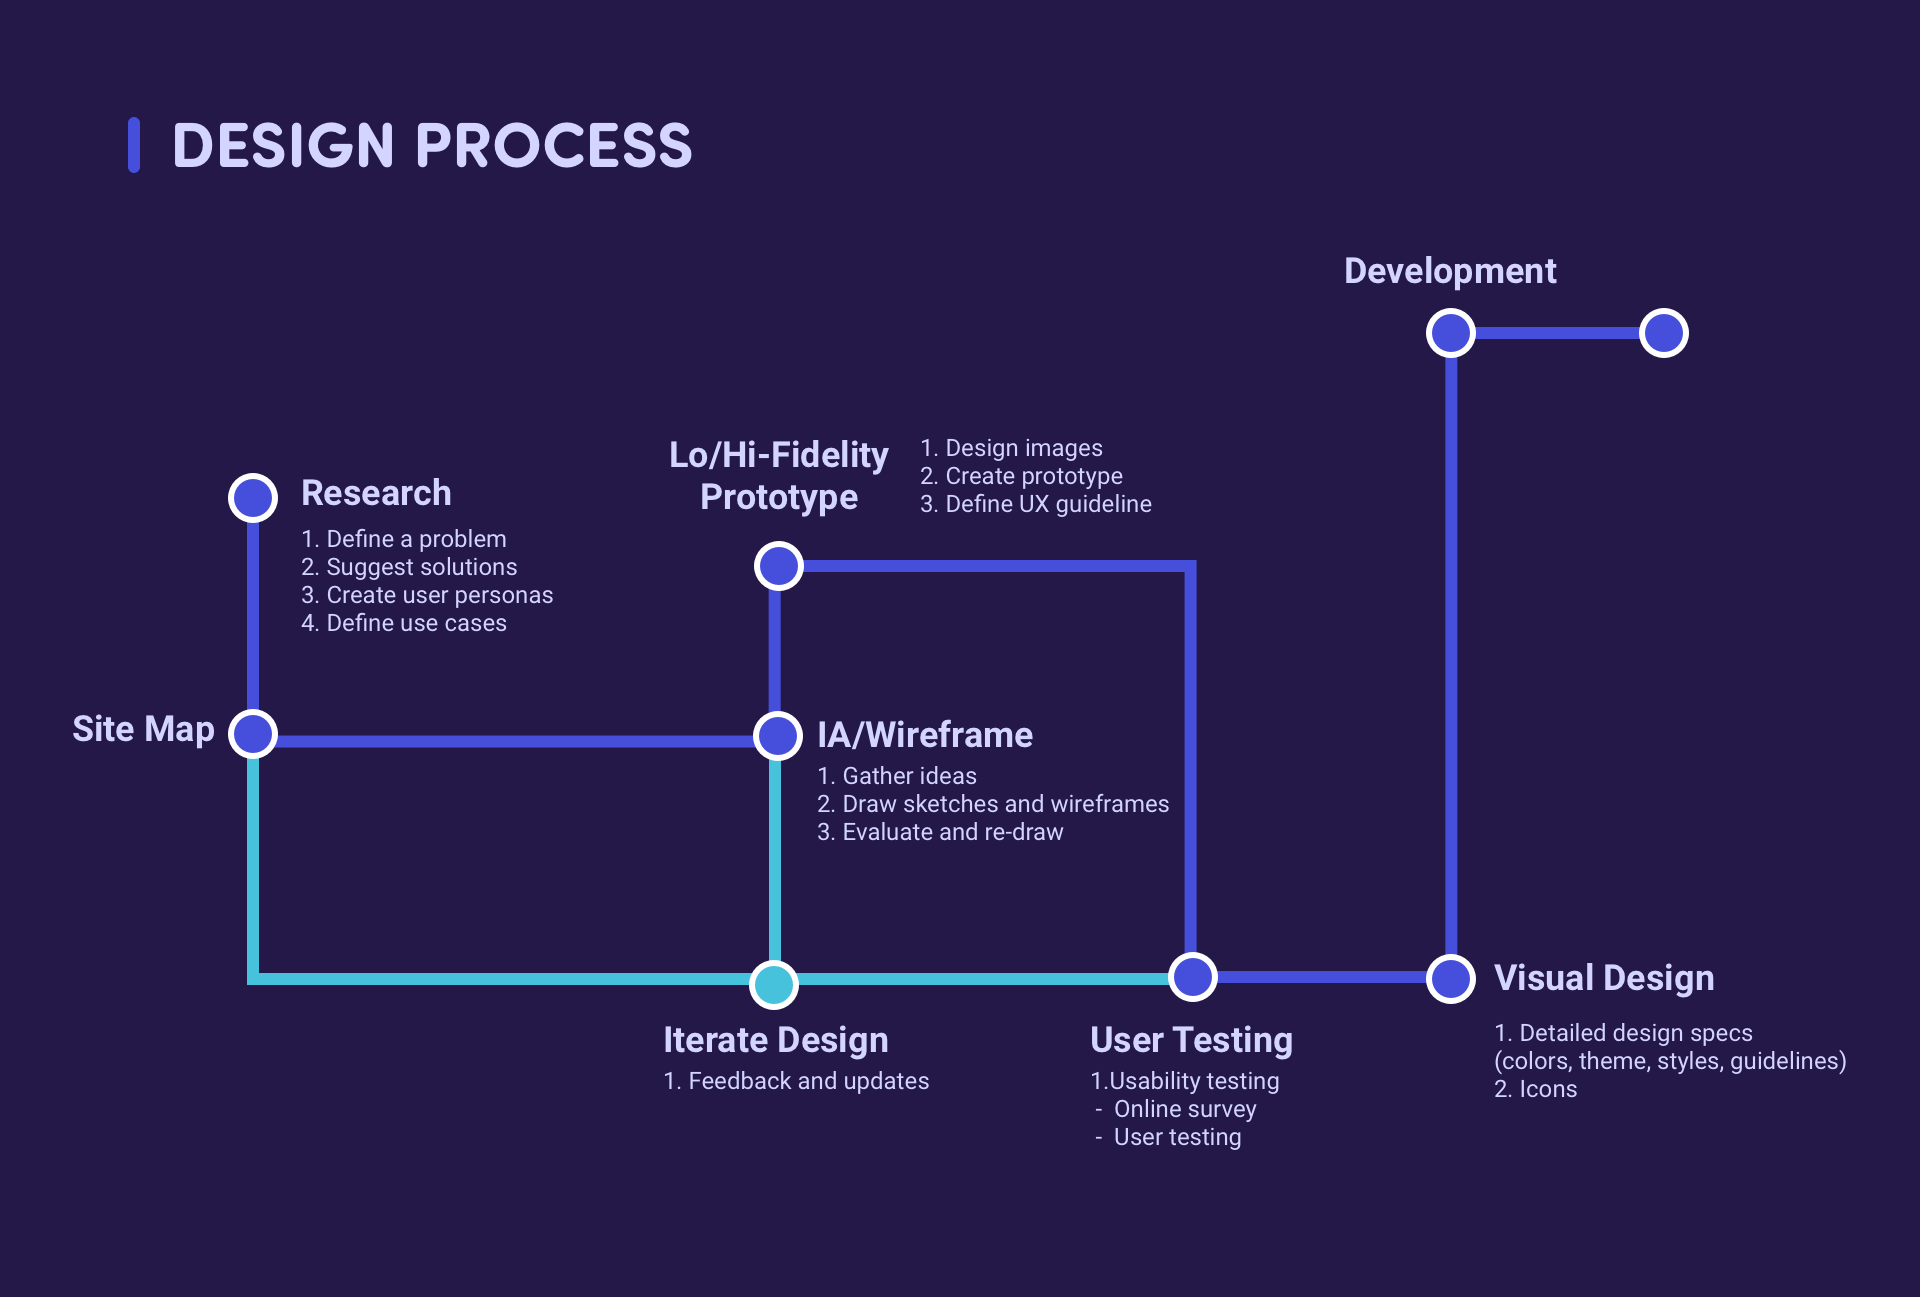 DESIGN PROCESS
Development
Lo/Hi-Fidelity
Prototype
1. Design images
2. Create prototype
3. Define UX guideline
Research
1. Define a problem
2. Suggest solutions
3. Create user personas
4. Define use cases
Site Map
IA/Wireframe
1. Gather ideas
2. Draw sketches and wireframes
3. Evaluate and re-draw
Iterate Design
1. Feedback and updates
User Testing
1.Usability testing
- Online survey
- User testing
Visual Design
1. Detailed design specs
(colors, theme, styles, guidelines)
2. Icons